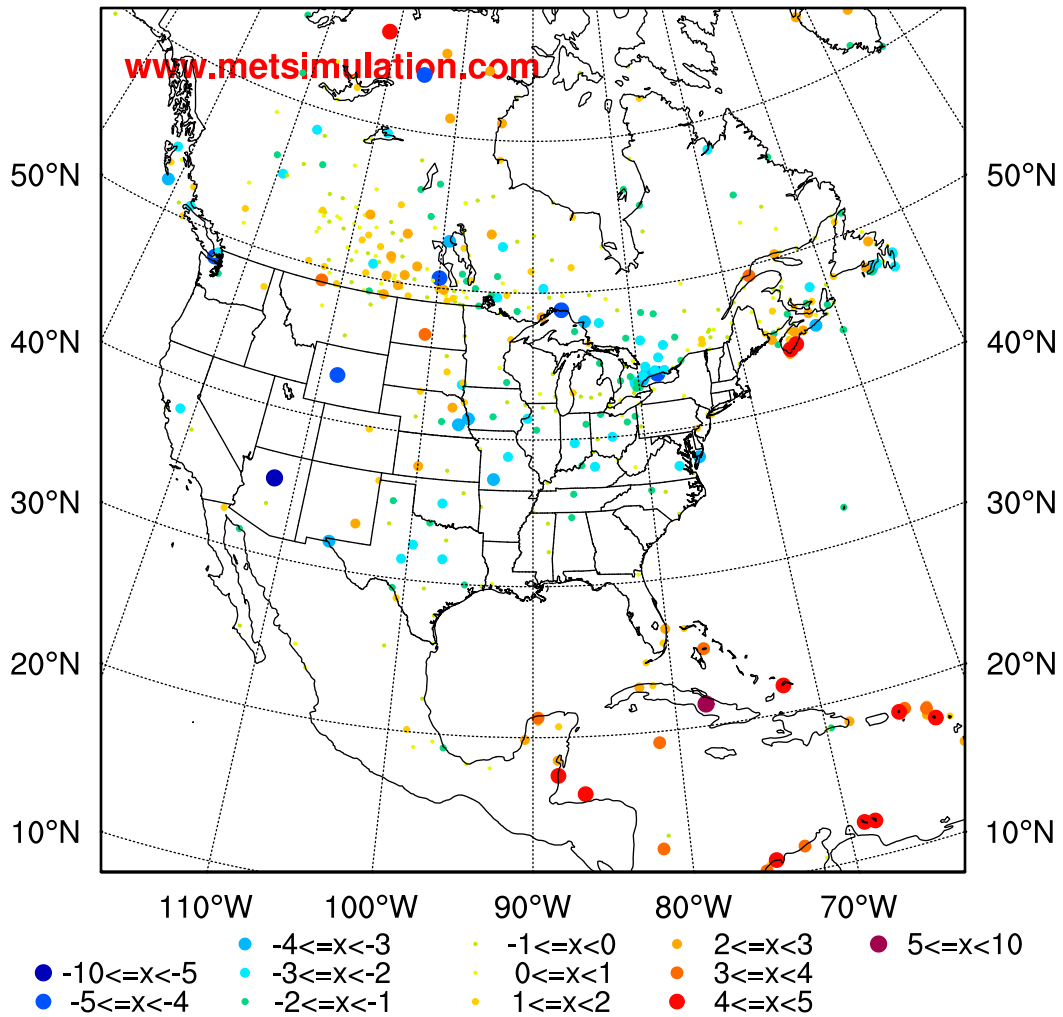 www.metsimulation.com
50°N 50°N
40°N 40°N
30°N 30°N
20°N 20°N
10°N 10°N
110°W 100°W 90°W 80°W 70°W
-4<=x<-3 -1<=x<0 2<=x<3 5<=x<10
-10<=x<-5 -3<=x<-2 0<=x<1 3<=x<4
-5<=x<-4 -2<=x<-1 1<=x<2 4<=x<5